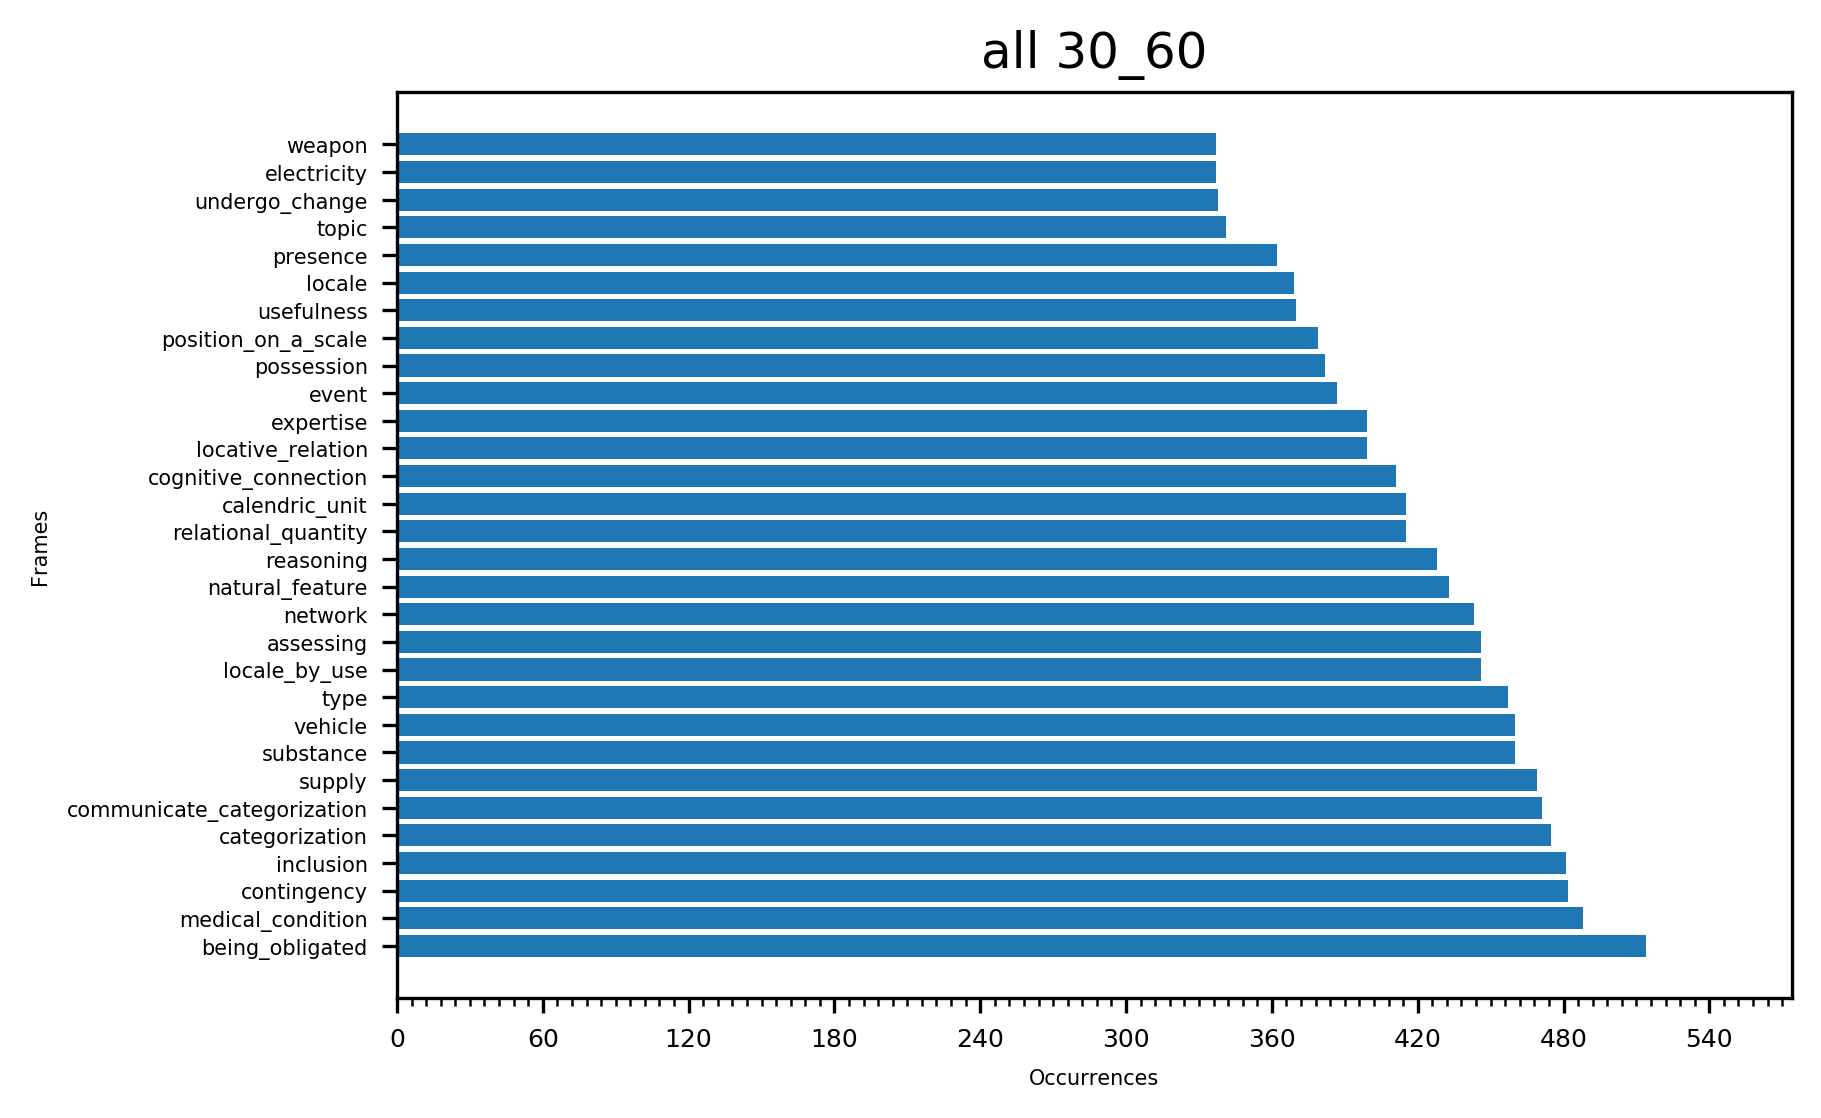 all 30_60
weapon
electricity
undergo_change
topic
presence
locale
usefulness
position_on_a_scale
possession
event
expertise
locative_relation
cognitive_connection
calendric_unit
relational_quantity
reasoning
natural_feature
network
assessing
locale_by_use
type
vehicle
substance
supply
communicate_categorization
categorization
inclusion
contingency
medical_condition
being_obligated
Frames
0 60 120 180 240 300 360 420 480 540
Occurrences